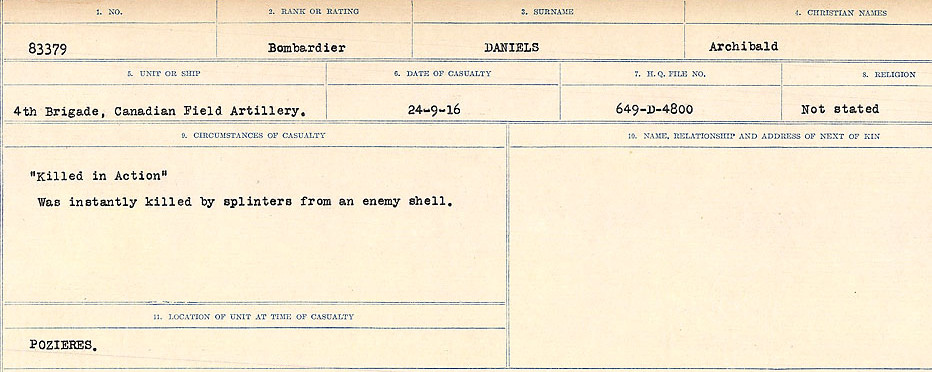 1. NO. 2. RANK OR RATING 3. SURNAME 4. CHRISTIAN NAMES
83379 Bombardier DANIELS Archibald
5. UNIT OR SHIP 6. DATE OF CASUALTY 7. H.Q. FILE NO. 8. RELIGION
4th Brigade, Canadian Field Artillery. 24-9-16 649-D-4800 Not stated
9. CIRCUMSTANCES OF CASUALTY 10. NAME, RELATIONSHIP AND ADDRESS OF NEXT OF KIN
"Killed in Action"
Was instantly killed by splinters from an enemy shell.
11. LOCATION OF UNIT AT TIME OF CASUALTY
POZIERES.